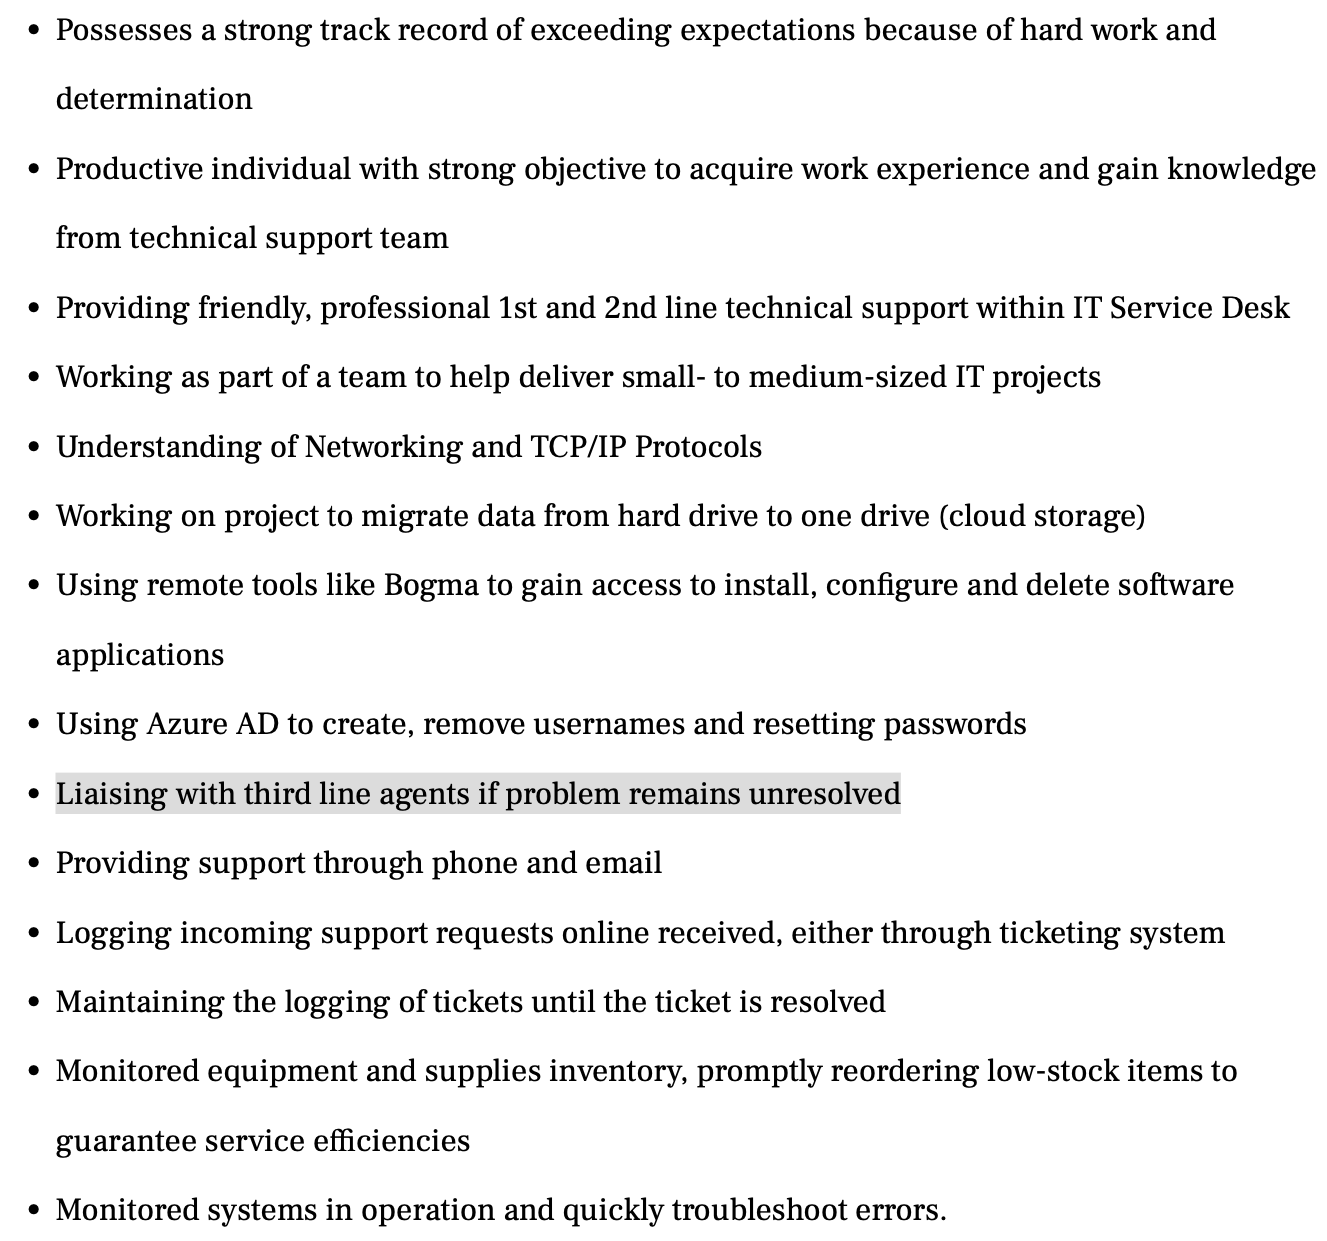 • Possesses a strong track record of exceeding expectations because of hard work and
determination
• Productive individual with strong objective to acquire work experience and gain knowledge
from technical support team
• Providing friendly, professional 1st and 2nd line technical support within IT Service Desk
• Working as part of a team to help deliver small- to medium-sized IT projects
• Understanding of Networking and TCP/IP Protocols
• Working on project to migrate data from hard drive to one drive (cloud storage)
• Using remote tools like Bogma to gain access to install, configure and delete software
applications
• Using Azure AD to create, remove usernames and resetting passwords
• Liaising with third line agents if problem remains unresolved
• Providing support through phone and email
• Logging incoming support requests online received, either through ticketing system
• Maintaining the logging of tickets until the ticket is resolved
• Monitored equipment and supplies inventory, promptly reordering low-stock items to
guarantee service efficiencies
• Monitored systems in operation and quickly troubleshoot errors.